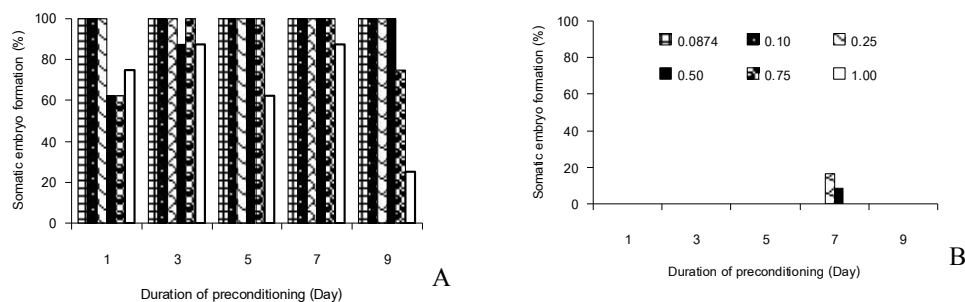 Somatic embryo formation (%)
100
80
60
40
20
0
1 3 5 7 9
Duration of preconditioning (Day)
A
Somatic embryo formation (%)
100
80
60
40
20
0
0.0874 0.10 0.25
0.50 0.75 1.00
1 3 5 7 9
Duration of preconditioning (Day)
B